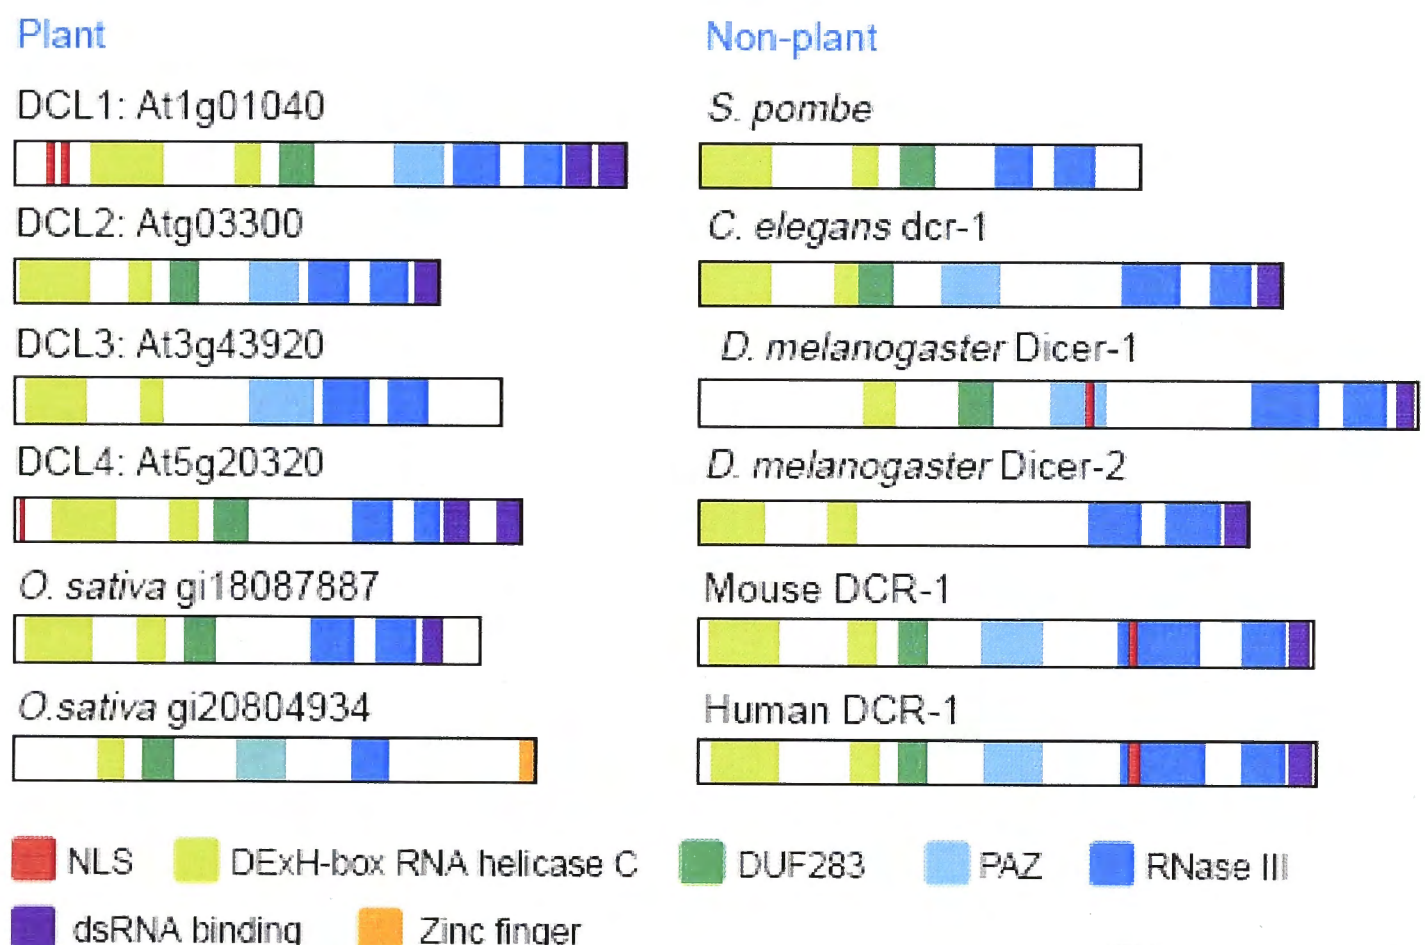 Plant
DCL1: At1g01040
DCL2: Atg03300
DCL3: At3g43920
DCL4: At5g20320
O. sativa gi18087887
O.sativa gi20804934
Non-plant
S. pombe
C. elegans dcr-1
D. melanogaster Dicer-1
D. melanogaster Dicer-2
Mouse DCR-1
Human DCR-1
NLS DExH-box RNA helicase C DUF283 PAZ RNase III
dsRNA binding Zinc finger